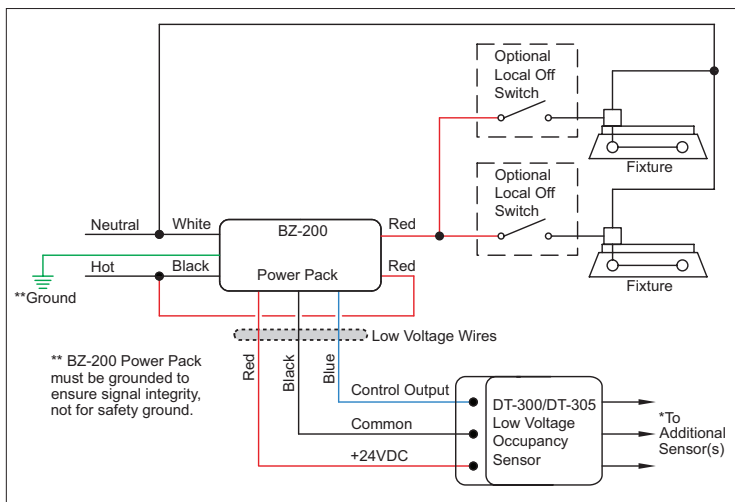 Optional
Local Off
Switch
Fixture
Optional
Local Off
Switch
Fixture
Neutral
White
BZ-200
Red
Hot
Black
Power Pack
Red
**Ground
Low Voltage Wires
** BZ-200 Power Pack
must be grounded to
ensure signal integrity,
not for safety ground.
Red
Black
Blue
Control Output
Common
+24VDC
DT-300/DT-305
Low Voltage
Occupancy
Sensor
*To
Additional
Sensor(s)